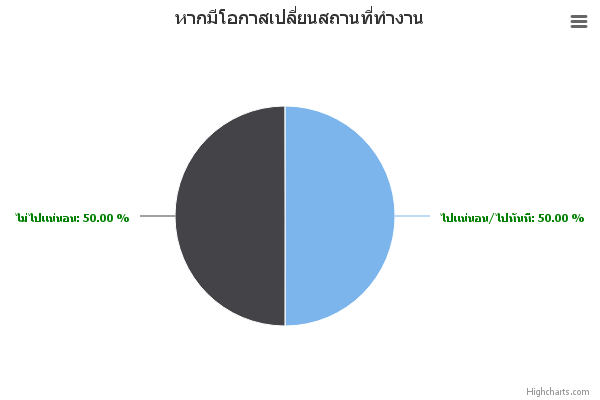 หากมีโอกาสเปลี่ยนสถานที่ทำงาน
ไม่ไปแน่นอน: 50.00 %
ไปแน่นอน/ไปทันที: 50.00 %
Highcharts.com